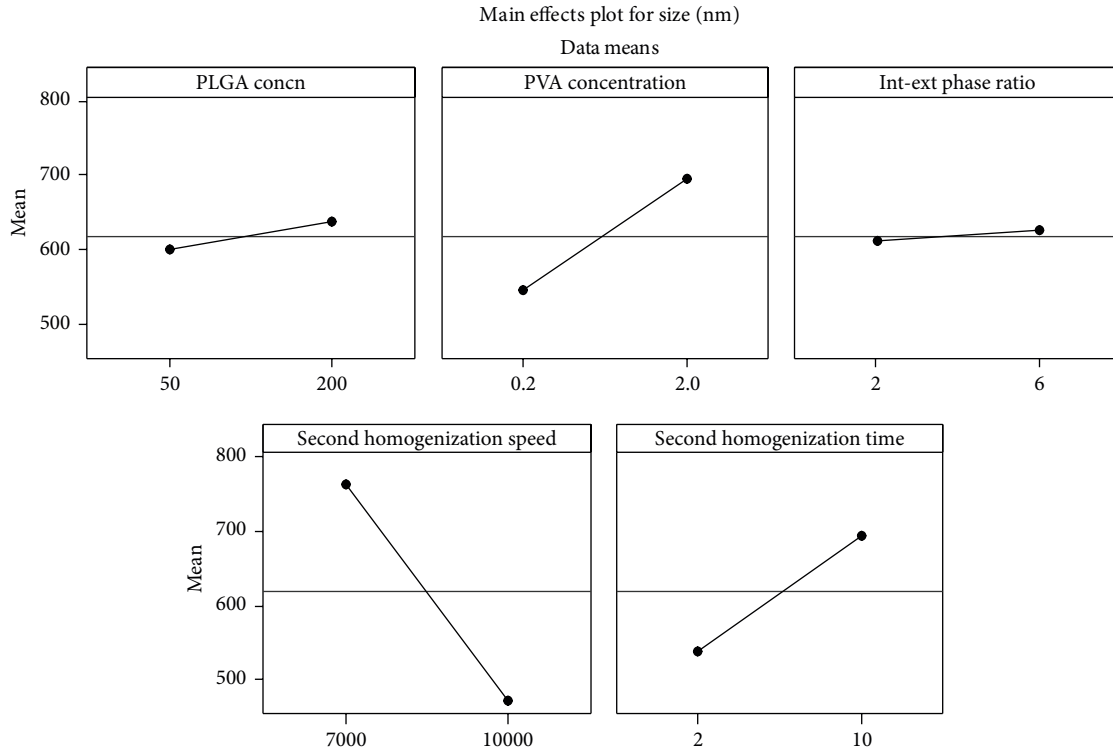 Main effects plot for size (nm)
Data means
PLGA concn
PVA concentration
Int-ext phase ratio
Mean
800
700
600
500
50 200
0.2 2.0
2 6
Second homogenization speed
Second homogenization time
Mean
800
700
600
500
7000 10000
2 10